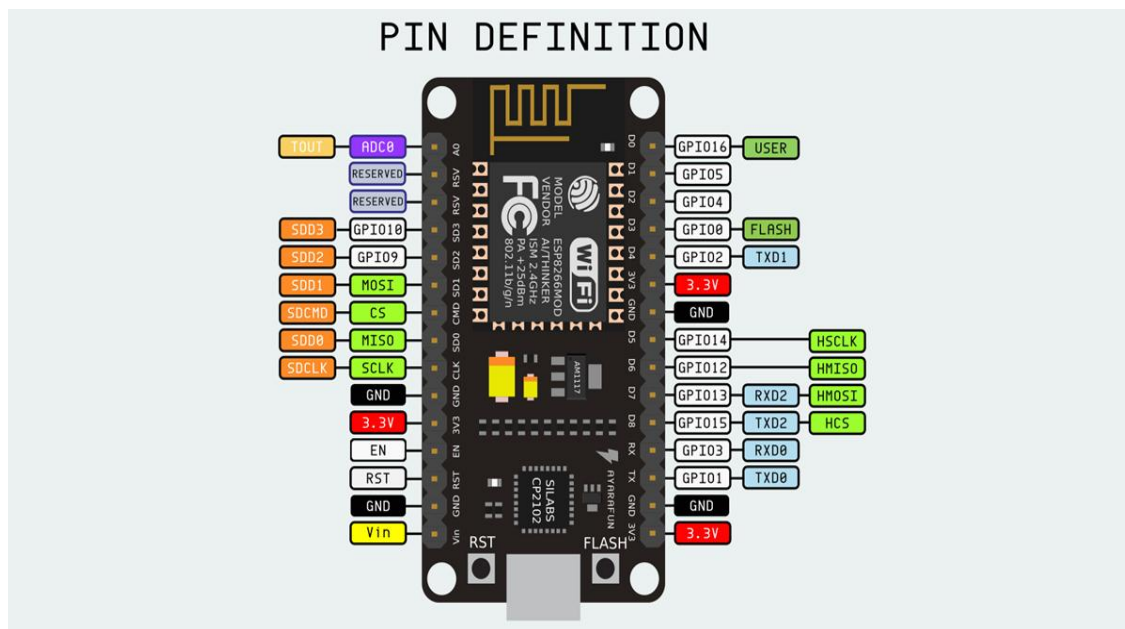 PIN DEFINITION
TOUT ADC0 A0
RESERVED RSV
RESERVED RSV
SDD3 GPIO10 SD3
SDD2 GPIO9 SD2
SDD1 MOSI SD1
SDCMD CS CMD
SDD0 MISO SD0
SDCLK SCLK CLK
GND GND
3.3V 3V3
EN EN
RST RST
GND GND
Vin Vin
MODEL
VENDOR
ESP8266MOD
AI/THINKER
ISM 2.4GHz
PA +25dBm
802.11b/g/n
FC
Wi Fi
AM1117
SILABS
CP2102
AYARAFUN
RST
FLASH
D0 GPIO16 USER
D1 GPIO5
D2 GPIO4
D3 GPIO0 FLASH
D4 GPIO2 TXD1
3V3 3.3V
GND GND
D5 GPIO14 HSCLK
D6 GPIO12 HMISO
D7 GPIO13 RXD2 HMOSI
D8 GPIO15 TXD2 HCS
RX GPIO3 RXD0
TX GPIO1 TXD0
GND GND
3V3 3.3V